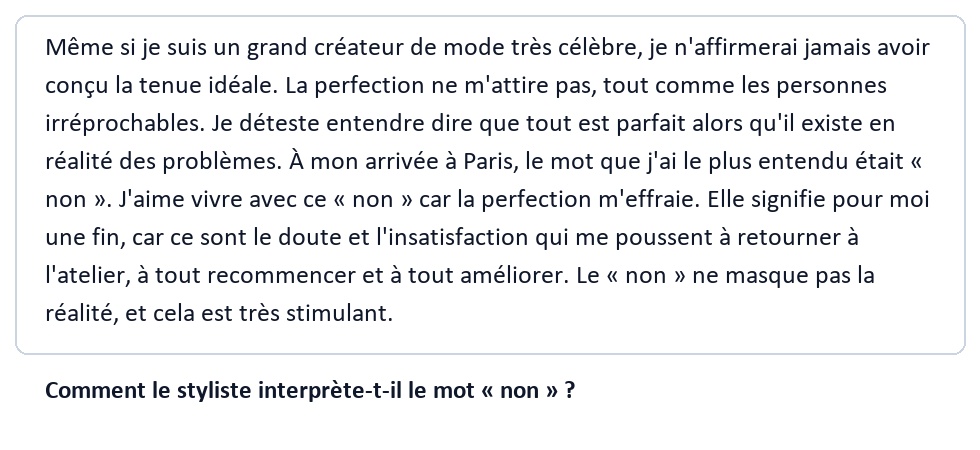 Même si je suis un grand créateur de mode très célèbre, je n'affirmerai jamais avoir
conçu la tenue idéale. La perfection ne m'attire pas, tout comme les personnes
irréprochables. Je déteste entendre dire que tout est parfait alors qu'il existe en
réalité des problèmes. À mon arrivée à Paris, le mot que j'ai le plus entendu était «
non ». J'aime vivre avec ce « non » car la perfection m'effraie. Elle signifie pour moi
une fin, car ce sont le doute et l'insatisfaction qui me poussent à retourner à
l'atelier, à tout recommencer et à tout améliorer. Le « non » ne masque pas la
réalité, et cela est très stimulant.
Comment le styliste interprète-t-il le mot « non » ?